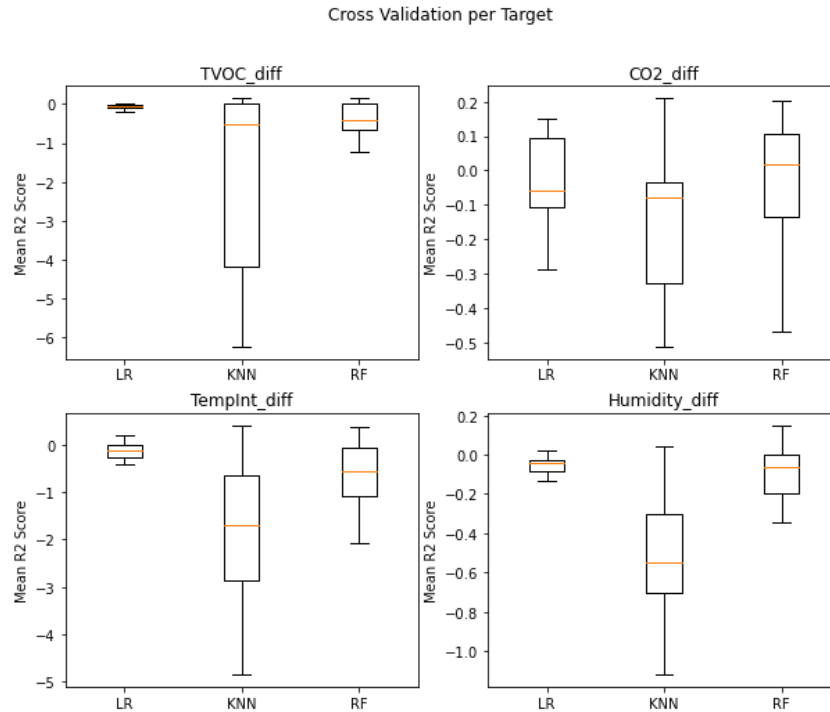 Cross Validation per Target
TVOC_diff
Mean R2 Score
0
−1
−2
−3
−4
−5
−6
LR KNN RF
CO2_diff
Mean R2 Score
0.2
0.1
0.0
−0.1
−0.2
−0.3
−0.4
−0.5
LR KNN RF
TempInt_diff
Mean R2 Score
0
−1
−2
−3
−4
−5
LR KNN RF
Humidity_diff
Mean R2 Score
0.2
0.0
−0.2
−0.4
−0.6
−0.8
−1.0
LR KNN RF